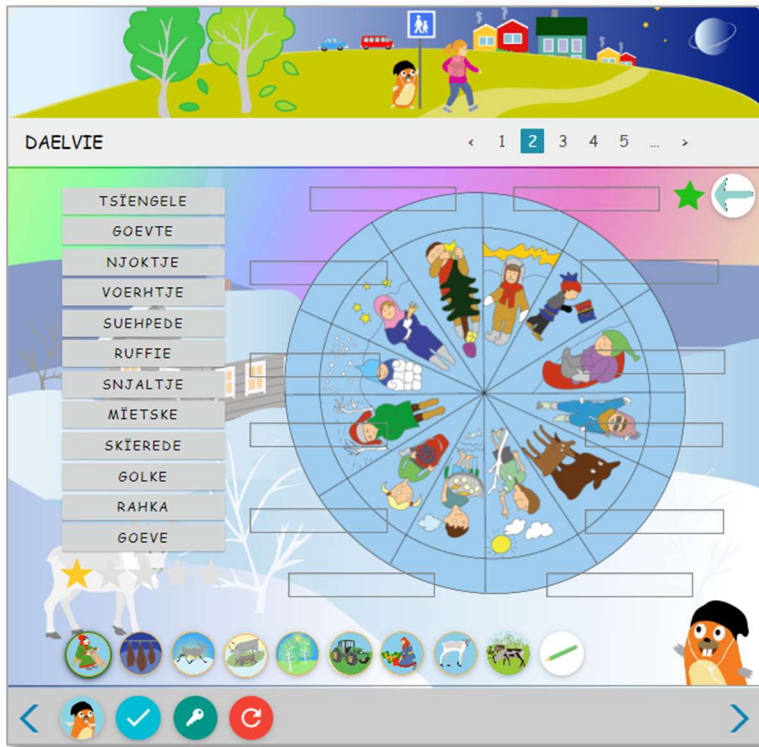 DAELVIE
‹ 1 2 3 4 5 ... ›
TSÏENGELE
GOEVTE
NJOKTJE
VOERHTJE
SUEHPEDE
RUFFIE
SNJALTJE
MÏETSKE
SKÏEREDE
GOLKE
RAHKA
GOEVE